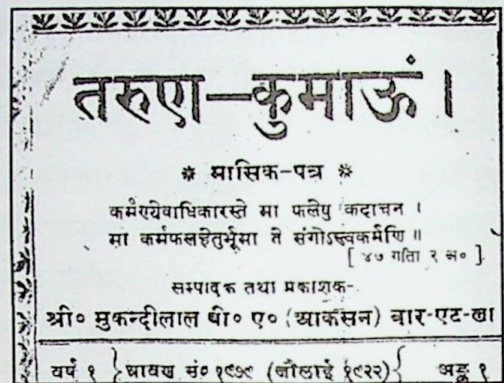 तरुण—कुमाऊं ।
* मासिक-पत्र *
कर्मण्येवाधिकारस्ते मा फलेषु कदाचन ।
मा कर्मफलहेतुर्भूर्मा ते संगोऽस्त्वकर्मणि ॥
[ ४७ गीता २ अ० ]
सम्पादक तथा प्रकाशक-
श्री० मुकन्दीलाल बी० ए० (आक्सन) बार-एट-ला
वर्ष १ } श्रावण सं० १९७९ (जौलाई १९२२) { अङ्क १